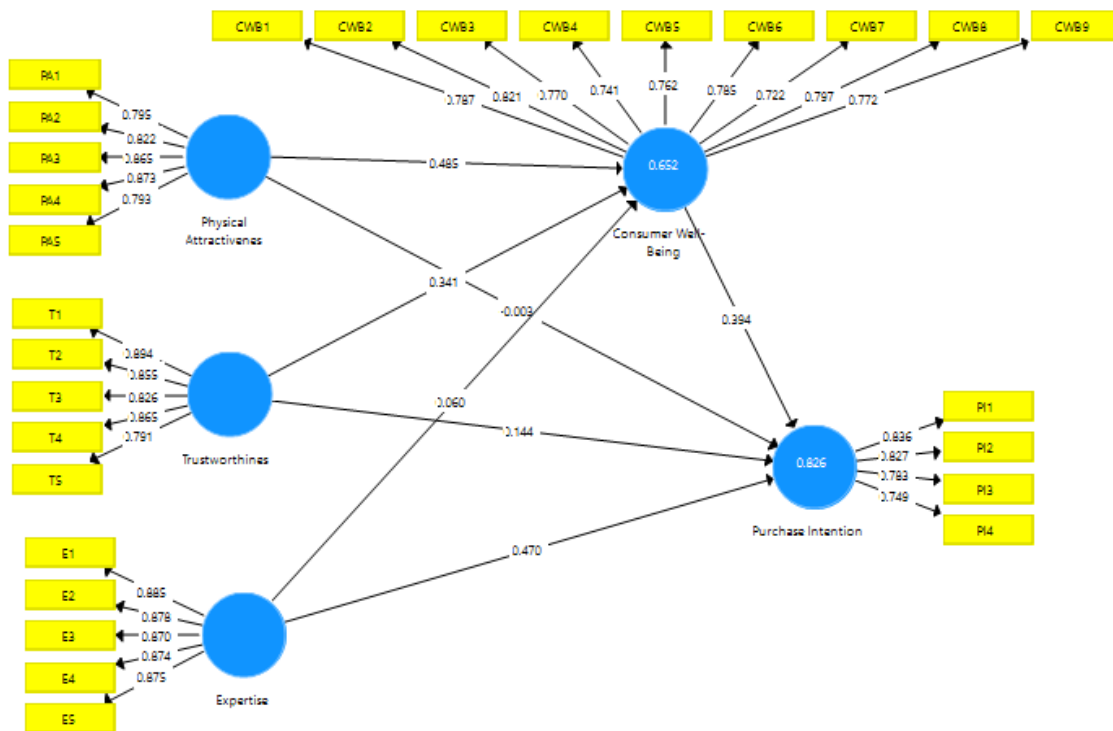 CWB1 CWB2 CWB3 CWB4 CWB5 CWB6 CWB7 CWB8 CWB9
0.787 0.821 0.770 0.741 0.762 0.785 0.722 0.797 0.772
PA1
PA2
PA3
PA4
PA5
0.795
0.822
0.865
0.873
0.793
Physical
Attractivenes
0.485
0.652
Consumer Well-
Being
0.341
-0.003
0.394
T1
T2
T3
T4
T5
0.894
0.855
0.826
0.865
0.791
Trustworthines
0.060
0.144
0.826
Purchase Intention
PI1
PI2
PI3
PI4
0.836
0.827
0.783
0.749
0.470
E1
E2
E3
E4
E5
0.885
0.878
0.870
0.874
0.875
Expertise